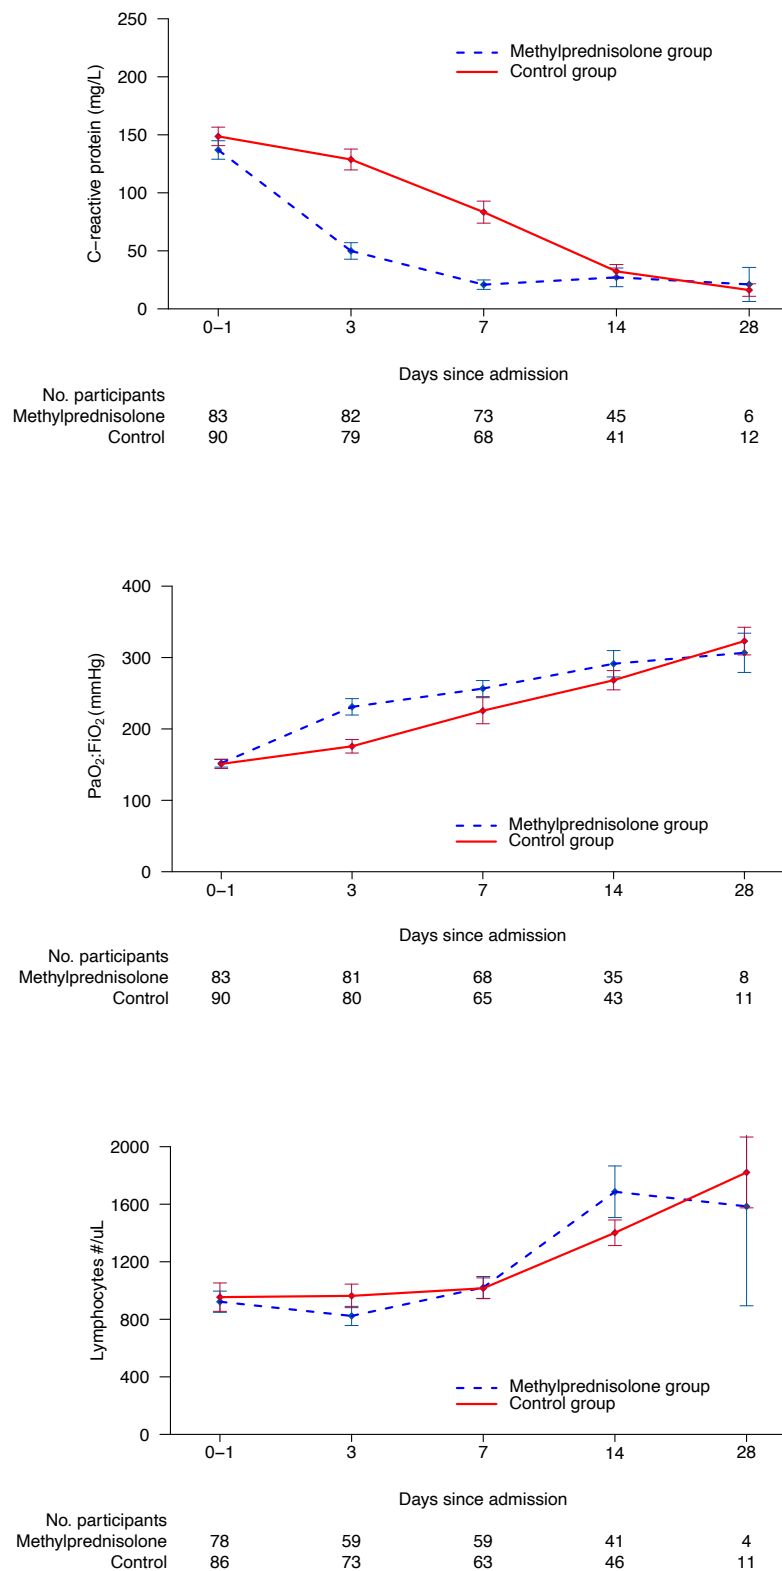 250
200
150
100
50
0
C−reactive protein (mg/L)
Methylprednisolone group
Control group
0−1 3 7 14 28
Days since admission
No. participants
Methylprednisolone 83 82 73 45 6
Control 90 79 68 41 12
400
300
200
100
0
PaO₂:FiO₂(mmHg)
Methylprednisolone group
Control group
0−1 3 7 14 28
Days since admission
No. participants
Methylprednisolone 83 81 68 35 8
Control 90 80 65 43 11
2000
1600
1200
800
400
0
Lymphocytes #/uL
Methylprednisolone group
Control group
0−1 3 7 14 28
Days since admission
No. participants
Methylprednisolone 78 59 59 41 4
Control 86 73 63 46 11